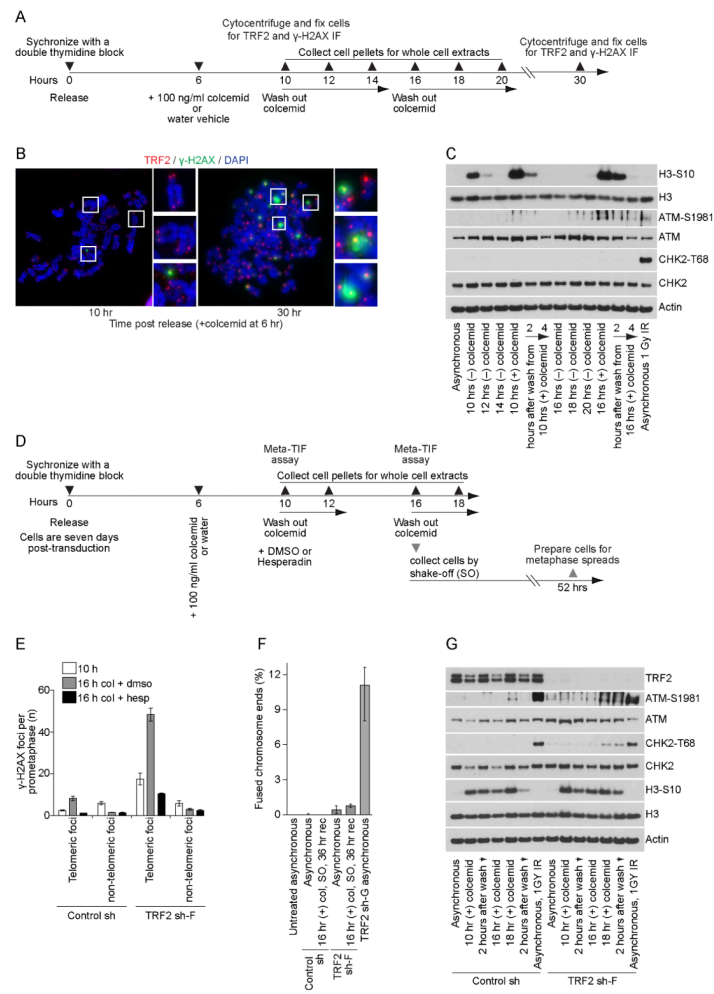 A
Cytocentrifuge and fix cells
for TRF2 and γ-H2AX IF
Cytocentrifuge and fix cells
for TRF2 and γ-H2AX IF
Sychronize with a
double thymidine block
Collect cell pellets for whole cell extracts
Hours 0 6 10 12 14 16 18 20 30
Release
+ 100 ng/ml colcemid
or
water vehicle
Wash out
colcemid
Wash out
colcemid
B
TRF2 / γ-H2AX / DAPI
10 hr 30 hr
Time post release (+colcemid at 6 hr)
C
H3-S10
H3
ATM-S1981
ATM
CHK2-T68
CHK2
Actin
Asynchronous
10 hrs (–) colcemid
12 hrs (–) colcemid
14 hrs (–) colcemid
10 hrs (+) colcemid
hours after wash from
10 hrs (+) colcemid
2
4
16 hrs (–) colcemid
18 hrs (–) colcemid
20 hrs (–) colcemid
16 hrs (+) colcemid
hours after wash from
16 hrs (+) colcemid
2
4
Asynchronous 1 Gy IR
D
Meta-TIF
assay
Meta-TIF
assay
Sychronize with a
double thymidine block
Collect cell pellets for whole cell extracts
Hours 0 6 10 12 16 18
Release
Cells are seven days
post-transduction
+ 100 ng/ml colcemid
or water
Wash out
colcemid
+ DMSO or
Hesperadin
Wash out
colcemid
collect cells by
shake-off (SO)
Prepare cells for
metaphase spreads
52 hrs
E
10 h
16 h col + dmso
16 h col + hesp
γ-H2AX foci per
prometaphase (n)
60
20
0
Telomeric foci
non-telomeric foci
Telomeric foci
non-telomeric foci
Control sh TRF2 sh-F
F
Fused chromosome ends (%)
12
9
6
3
0
Untreated asynchronous
Asynchronous
16 hr (+) col, SO, 36 hr rec
Asynchronous
16 hr (+) col, SO, 36 hr rec
TRF2 sh-G asynchronous
Control
sh
TRF2
sh-F
G
TRF2
ATM-S1981
ATM
CHK2-T68
CHK2
H3-S10
H3
Actin
Asynchronous
10 hr (+) colcemid
2 hours after wash
16 hr (+) colcemid
2 hours after wash
18 hr (+) colcemid
2 hours after wash
Asynchronous, 1GY IR
Asynchronous
10 hr (+) colcemid
2 hours after wash
16 hr (+) colcemid
2 hours after wash
18 hr (+) colcemid
2 hours after wash
Asynchronous, 1GY IR
Control sh TRF2 sh-F